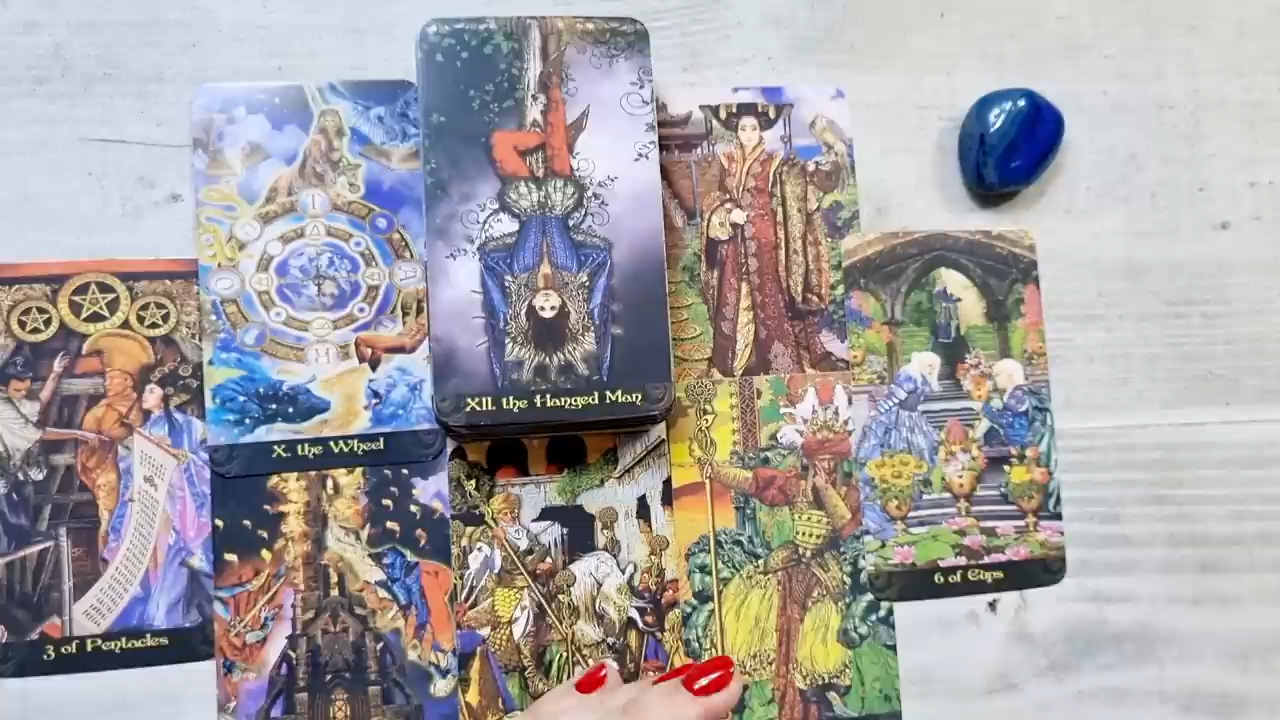 XII. the Hanged Man
X. the Wheel
6 of Cups
3 of Pentacles